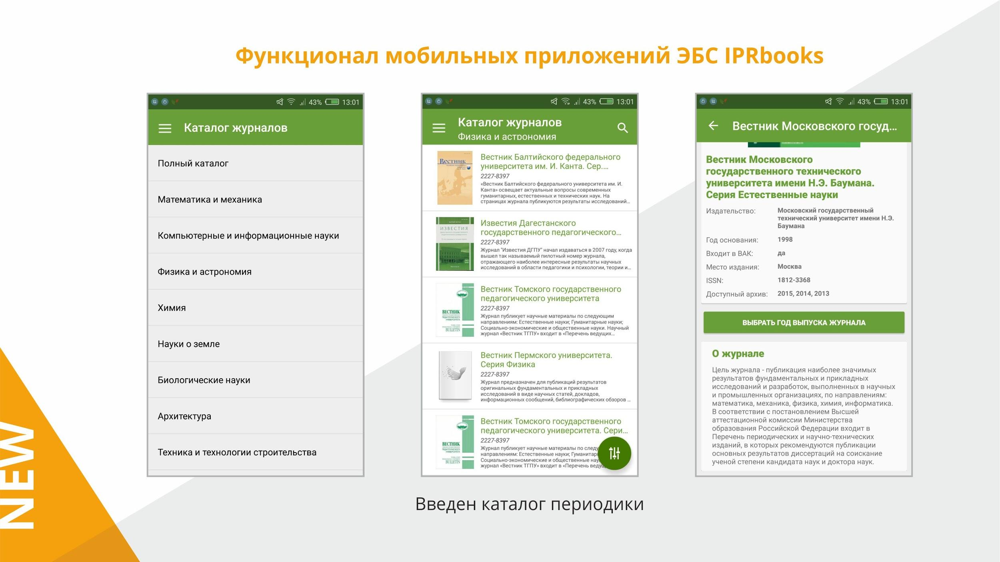 Функционал мобильных приложений ЭБС IPRbooks
43% 13:01
Каталог журналов
Полный каталог
Математика и механика
Компьютерные и информационные науки
Физика и астрономия
Химия
Науки о земле
Биологические науки
Архитектура
Техника и технологии строительства
43% 13:01
Каталог журналов
Физика и астрономия
Вестник
Вестник Балтийского федерального
университета им. И. Канта. Сер....
2227-8397
«Вестник Балтийского федерального университета им. И.
Канта» освещает актуальные вопросы современных
гуманитарных, естественных и технических наук. На
страницах журнала публикуются результаты исследований...
ИЗВЕСТИЯ
Известия Дагестанского
государственного педагогического...
2227-8397
Журнал "Известия ДГПУ" начал издаваться в 2007 году, когда
вышел так называемый пилотный номер журнала,
отражающего наиболее интересные результаты научных
исследований в области педагогики и психологии, теории и...
ВЕСТНИК
ПЕДАГОГИЧЕСКОГО
УНИВЕРСИТЕТА
BULLETIN
Вестник Томского государственного
педагогического университета
2227-8397
Журнал публикует научные материалы по следующим
направлениям: Естественные науки; Гуманитарные науки;
Социально-экономические и общественные науки. Научный
журнал «Вестник ТГПУ» входит в «Перечень ведущих...
Вестник Пермского университета.
Серия Физика
2227-8397
Журнал предназначен для публикаций результатов
оригинальных фундаментальных и прикладных
исследований в виде научных статей, докладов,
информационных сообщений, библиографических обзоров ...
ВЕСТНИК
ПЕДАГОГИЧЕСКОГО
УНИВЕРСИТЕТА
BULLETIN
Вестник Томского государственного
педагогического университета. Сери...
2227-8397
Журнал публикует научные материалы по следу
направлениям: Естественные науки; Гуманитар
Социально-экономические и общественные нау
журнал «Вестник ТГПУ» входит в «Перечень веду
43% 13:01
Вестник Московского госуд...
Вестник Московского
государственного технического
университета имени Н.Э. Баумана.
Серия Естественные науки
Издательство: Московский государственный
технический университет имени Н.Э.
Баумана
Год основания: 1998
Входит в ВАК: да
Место издания: Москва
ISSN: 1812-3368
Доступный архив: 2015, 2014, 2013
ВЫБРАТЬ ГОД ВЫПУСКА ЖУРНАЛА
О журнале
Цель журнала - публикация наиболее значимых
результатов фундаментальных и прикладных
исследований и разработок, выполненных в научных
и промышленных организациях, по направлениям:
математика, механика, физика, химия, информатика.
В соответствии с постановлением Высшей
аттестационной комиссии Министерства
образования Российской Федерации входит в
Перечень периодических и научно-технических
изданий, в которых рекомендуются публикации
основных результатов диссертаций на соискание
ученой степени кандидата наук и доктора наук.
Введен каталог периодики
NEW